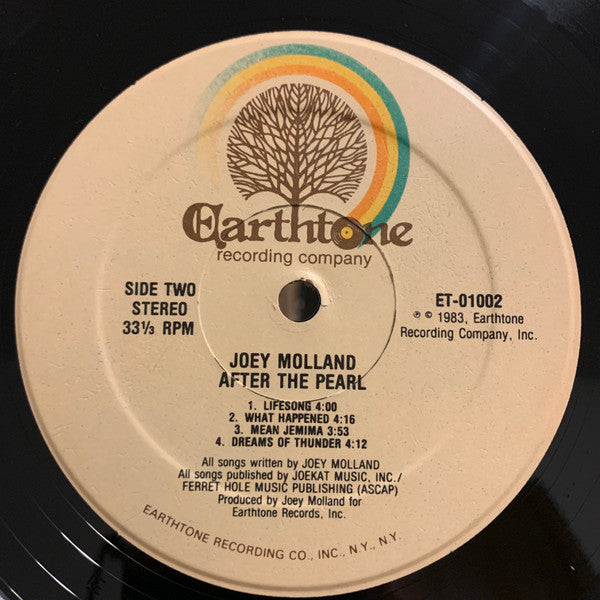 Earthtone
recording company
SIDE TWO
STEREO
33⅓ RPM
ET-01002
℗ © 1983, Earthtone
Recording Company, Inc.
JOEY MOLLAND
AFTER THE PEARL
1. LIFESONG 4:00
2. WHAT HAPPENED 4:16
3. MEAN JEMIMA 3:53
4. DREAMS OF THUNDER 4:12
All songs written by JOEY MOLLAND
All songs published by JOEKAT MUSIC, INC./
FERRET HOLE MUSIC PUBLISHING (ASCAP)
Produced by Joey Molland for
Earthtone Records, Inc.
EARTHTONE RECORDING CO., INC., N.Y., N.Y.